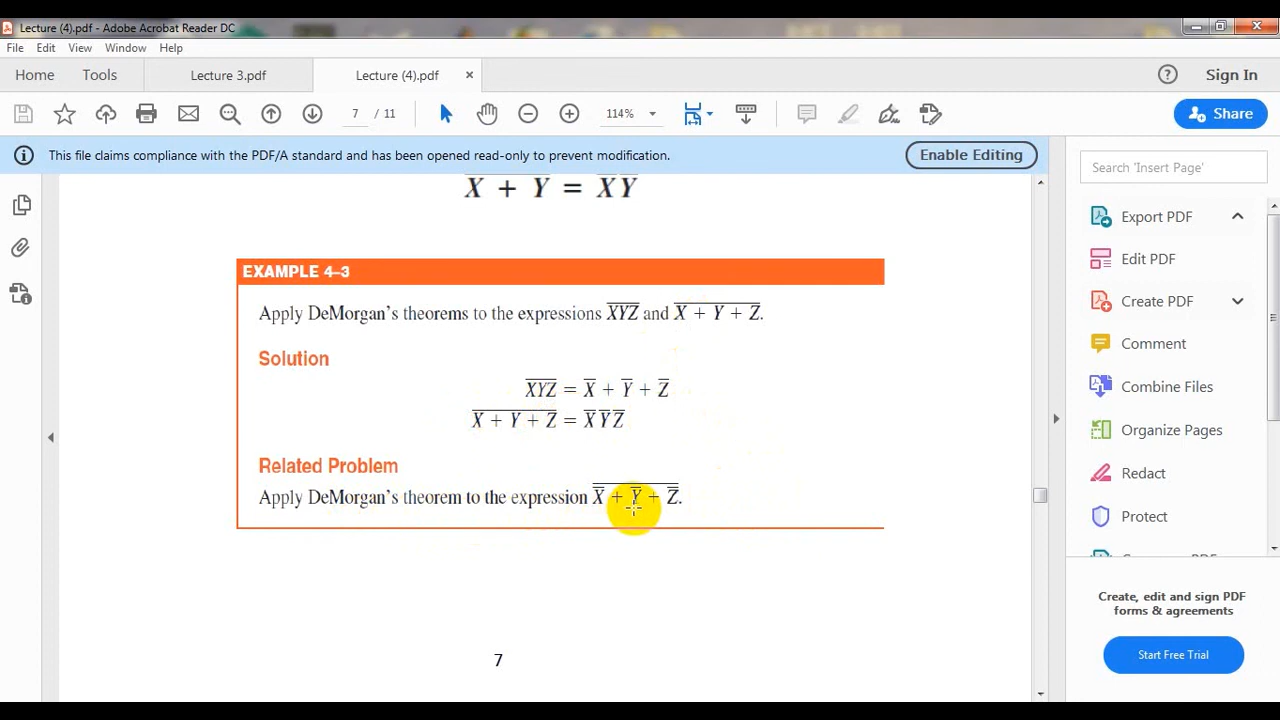 Lecture (4).pdf - Adobe Acrobat Reader DC
File Edit View Window Help
Home Tools Lecture 3.pdf Lecture (4).pdf × ? Sign In
7 / 11 114% Share
This file claims compliance with the PDF/A standard and has been opened read-only to prevent modification. Enable Editing
X̅ + Y̅ = X̅Y̅
EXAMPLE 4–3
Apply DeMorgan's theorems to the expressions X̅Y̅Z̅ and X̅ ̅+̅ ̅Y̅ ̅+̅ ̅Z̅.
Solution
X̅Y̅Z̅ = X̅ + Y̅ + Z̅
X̅ ̅+̅ ̅Y̅ ̅+̅ ̅Z̅ = X̅ Y̅ Z̅
Related Problem
Apply DeMorgan's theorem to the expression X̿ ̅+̅ ̅Y̿ ̅+̅ ̅Z̿.
7
Search 'Insert Page'
Export PDF
Edit PDF
Create PDF
Comment
Combine Files
Organize Pages
Redact
Protect
Create, edit and sign PDF
forms & agreements
Start Free Trial